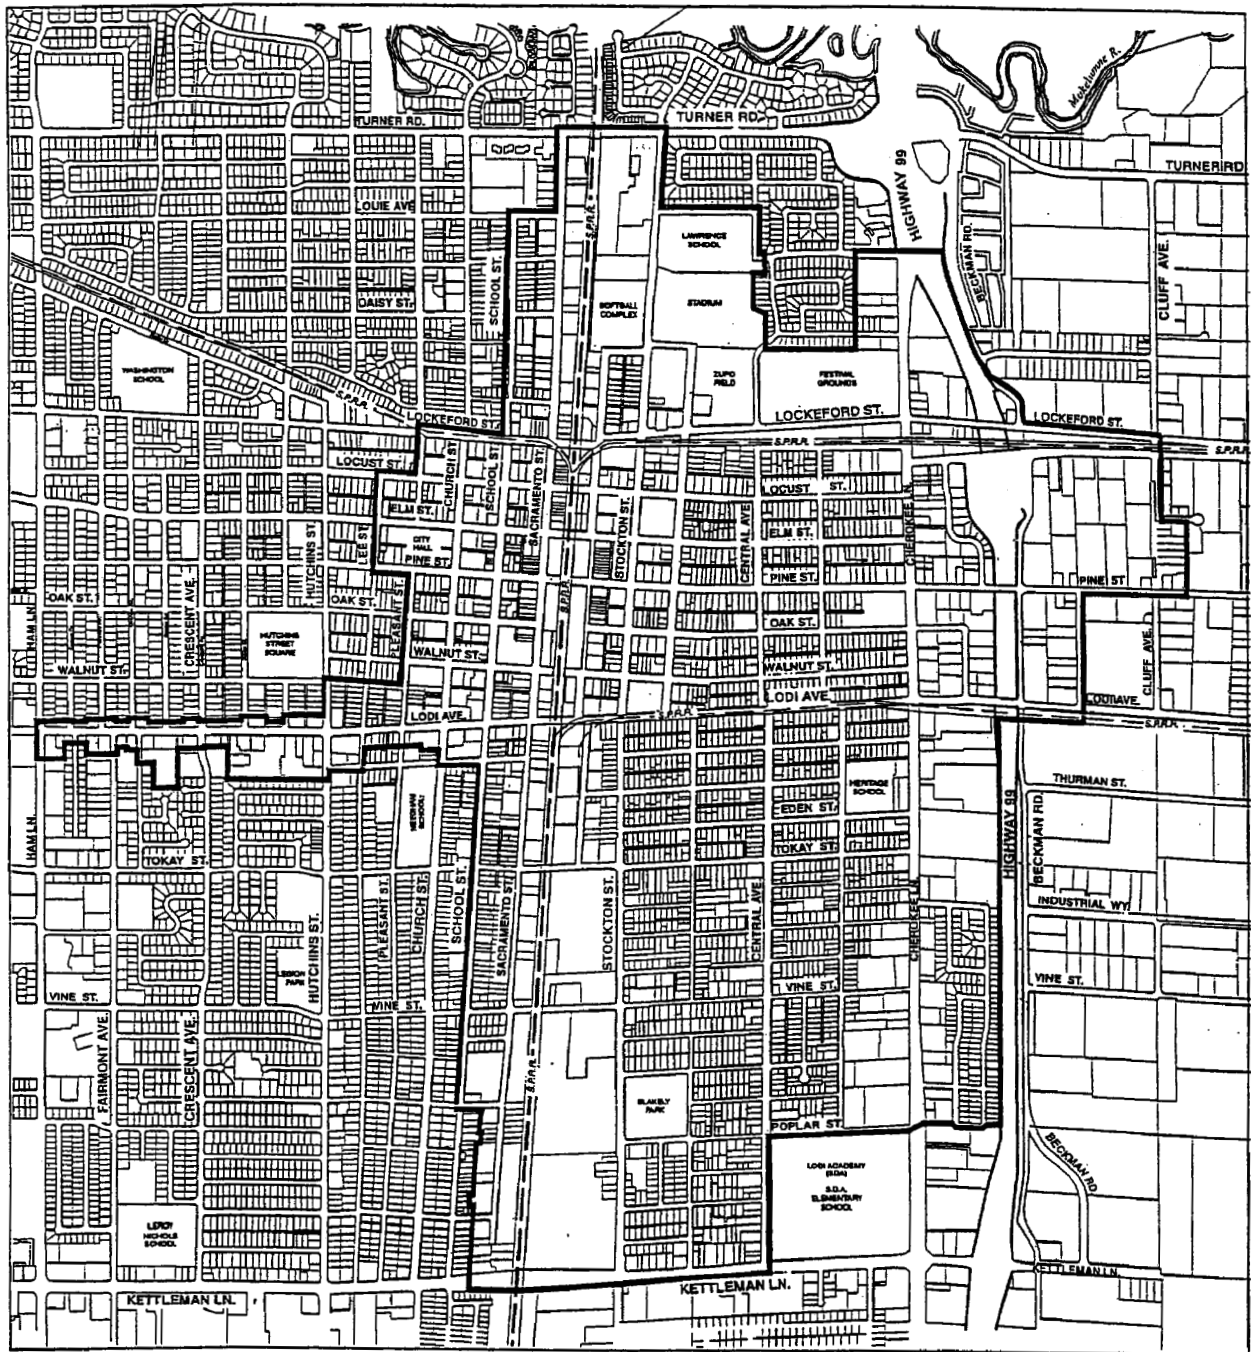 Mokelumne R.
TURNER RD.
TURNER RD.
TURNER RD.
HIGHWAY 99
LOUIE AVE
S.P.R.R.
LAWRENCE
SCHOOL
BECKMAN RD.
CLUFF AVE.
SCHOOL ST.
DAISY ST.
SOFTBALL
COMPLEX
STADIUM
WASHINGTON
SCHOOL
ZUPO
FIELD
FESTIVAL
GROUNDS
S.P.R.R.
LOCKEFORD ST.
LOCKEFORD ST.
LOCKEFORD ST.
S.P.R.R.
S.P.R.R.
LOCUST ST.
CHURCH ST
SCHOOL ST.
SACRAMENTO ST.
LOCUST ST.
ELM ST.
STOCKTON ST.
CENTRAL AVE
ELM ST.
CHEROKEE LN.
HUTCHINS ST.
LEE ST.
CITY
HALL
PINE ST.
PINE ST.
PINE ST
S.P.R.R.
HAM LN.
OAK ST.
CRESCENT AVE.
OAK ST.
PLEASANT ST.
OAK ST.
HUTCHINS
STREET
SQUARE
CLUFF AVE.
WALNUT ST.
WALNUT ST.
WALNUT ST.
LODI AVE.
LODI AVE.
LODI AVE.
S.P.R.R.
S.P.R.R.
THURMAN ST.
HERITAGE
SCHOOL
NEEDHAM
SCHOOL
EDEN ST.
HIGHWAY 99
BECKMAN RD.
HAM LN.
TOKAY ST.
TOKAY ST.
PLEASANT ST.
CHURCH ST.
SCHOOL ST.
SACRAMENTO ST.
STOCKTON ST.
CENTRAL AVE.
CHEROKEE LN.
INDUSTRIAL WY.
HUTCHINS ST.
LEGION
PARK
VINE ST.
VINE ST.
VINE ST.
VINE ST.
FAIRMONT AVE.
CRESCENT AVE.
S.P.R.R.
BLAKELY
PARK
POPLAR ST.
BECKMAN RD
LODI ACADEMY
(SDA)
S.D.A.
ELEMENTARY
SCHOOL
LEROY
NICHOLS
SCHOOL
KETTLEMAN LN.
KETTLEMAN LN.
KETTLEMAN LN.